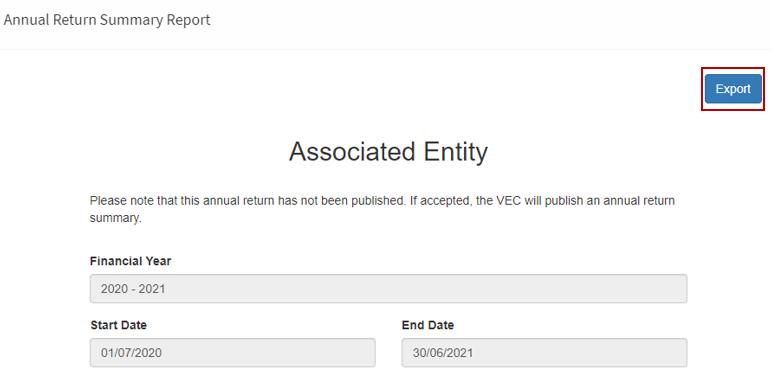 Annual Return Summary Report
Export
Associated Entity
Please note that this annual return has not been published. If accepted, the VEC will publish an annual return
summary.
Financial Year
2020 - 2021
Start Date
End Date
01/07/2020
30/06/2021